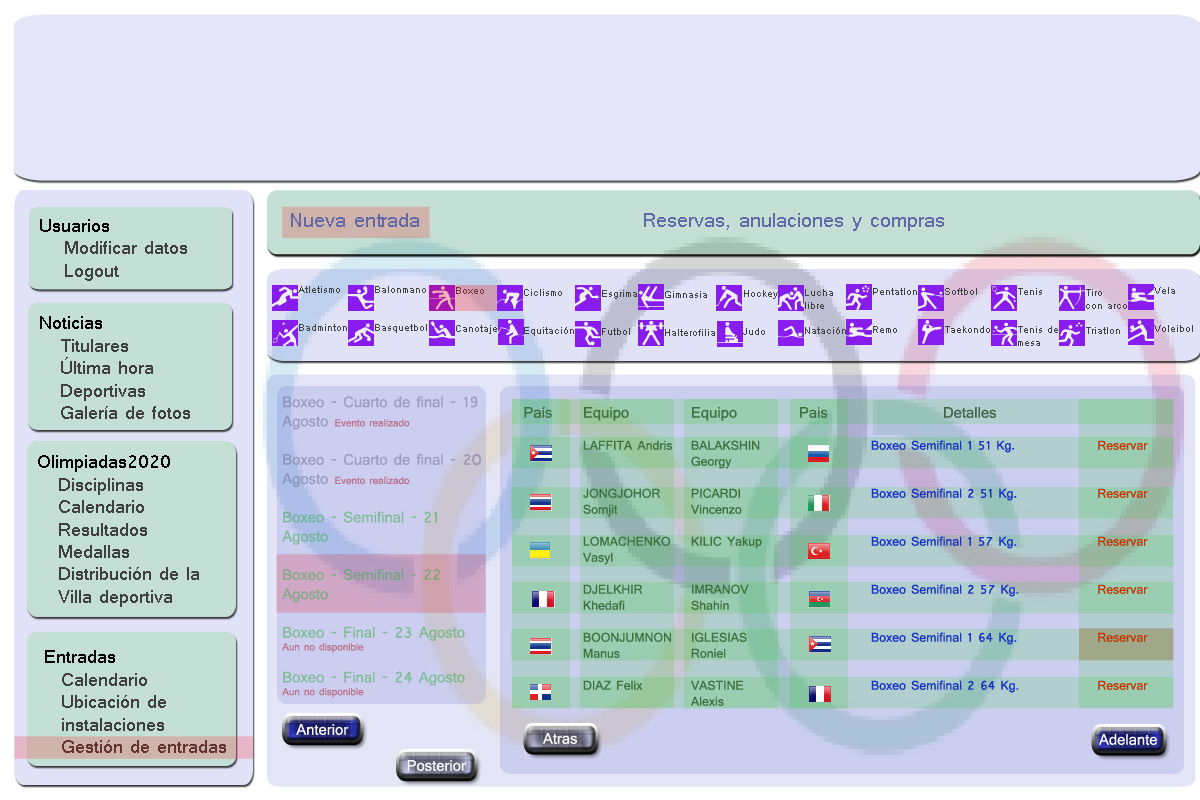 Usuarios
Modificar datos
Logout
Noticias
Titulares
Última hora
Deportivas
Galería de fotos
Olimpiadas2020
Disciplinas
Calendario
Resultados
Medallas
Distribución de la
Villa deportiva
Entradas
Calendario
Ubicación de
instalaciones
Gestión de entradas
Nueva entrada
Reservas, anulaciones y compras
Atletismo
Balonmano
Boxeo
Ciclismo
Esgrima
Gimnasia
Hockey
Lucha
libre
Pentatlon
Softbol
Tenis
Tiro
con arco
Vela
Badminton
Basquetbol
Canotaje
Equitación
Futbol
Halterofilia
Judo
Natación
Remo
Taekondo
Tenis de
mesa
Triatlon
Voleibol
Boxeo - Cuarto de final - 19
Agosto Evento realizado
Boxeo - Cuarto de final - 20
Agosto Evento realizado
Boxeo - Semifinal - 21
Agosto
Boxeo - Semifinal - 22
Agosto
Boxeo - Final - 23 Agosto
Aun no disponible
Boxeo - Final - 24 Agosto
Aun no disponible
Anterior
Posterior
País Equipo Equipo Pais Detalles
LAFFITA Andris BALAKSHIN Boxeo Semifinal 1 51 Kg. Reservar
Georgy
JONGJOHOR PICARDI Boxeo Semifinal 2 51 Kg. Reservar
Somjit Vincenzo
LOMACHENKO KILIC Yakup Boxeo Semifinal 1 57 Kg. Reservar
Vasyl
DJELKHIR IMRANOV Boxeo Semifinal 2 57 Kg. Reservar
Khedafi Shahin
BOONJUMNON IGLESIAS Boxeo Semifinal 1 64 Kg. Reservar
Manus Roniel
DIAZ Felix VASTINE Boxeo Semifinal 2 64 Kg. Reservar
Alexis
Atras
Adelante